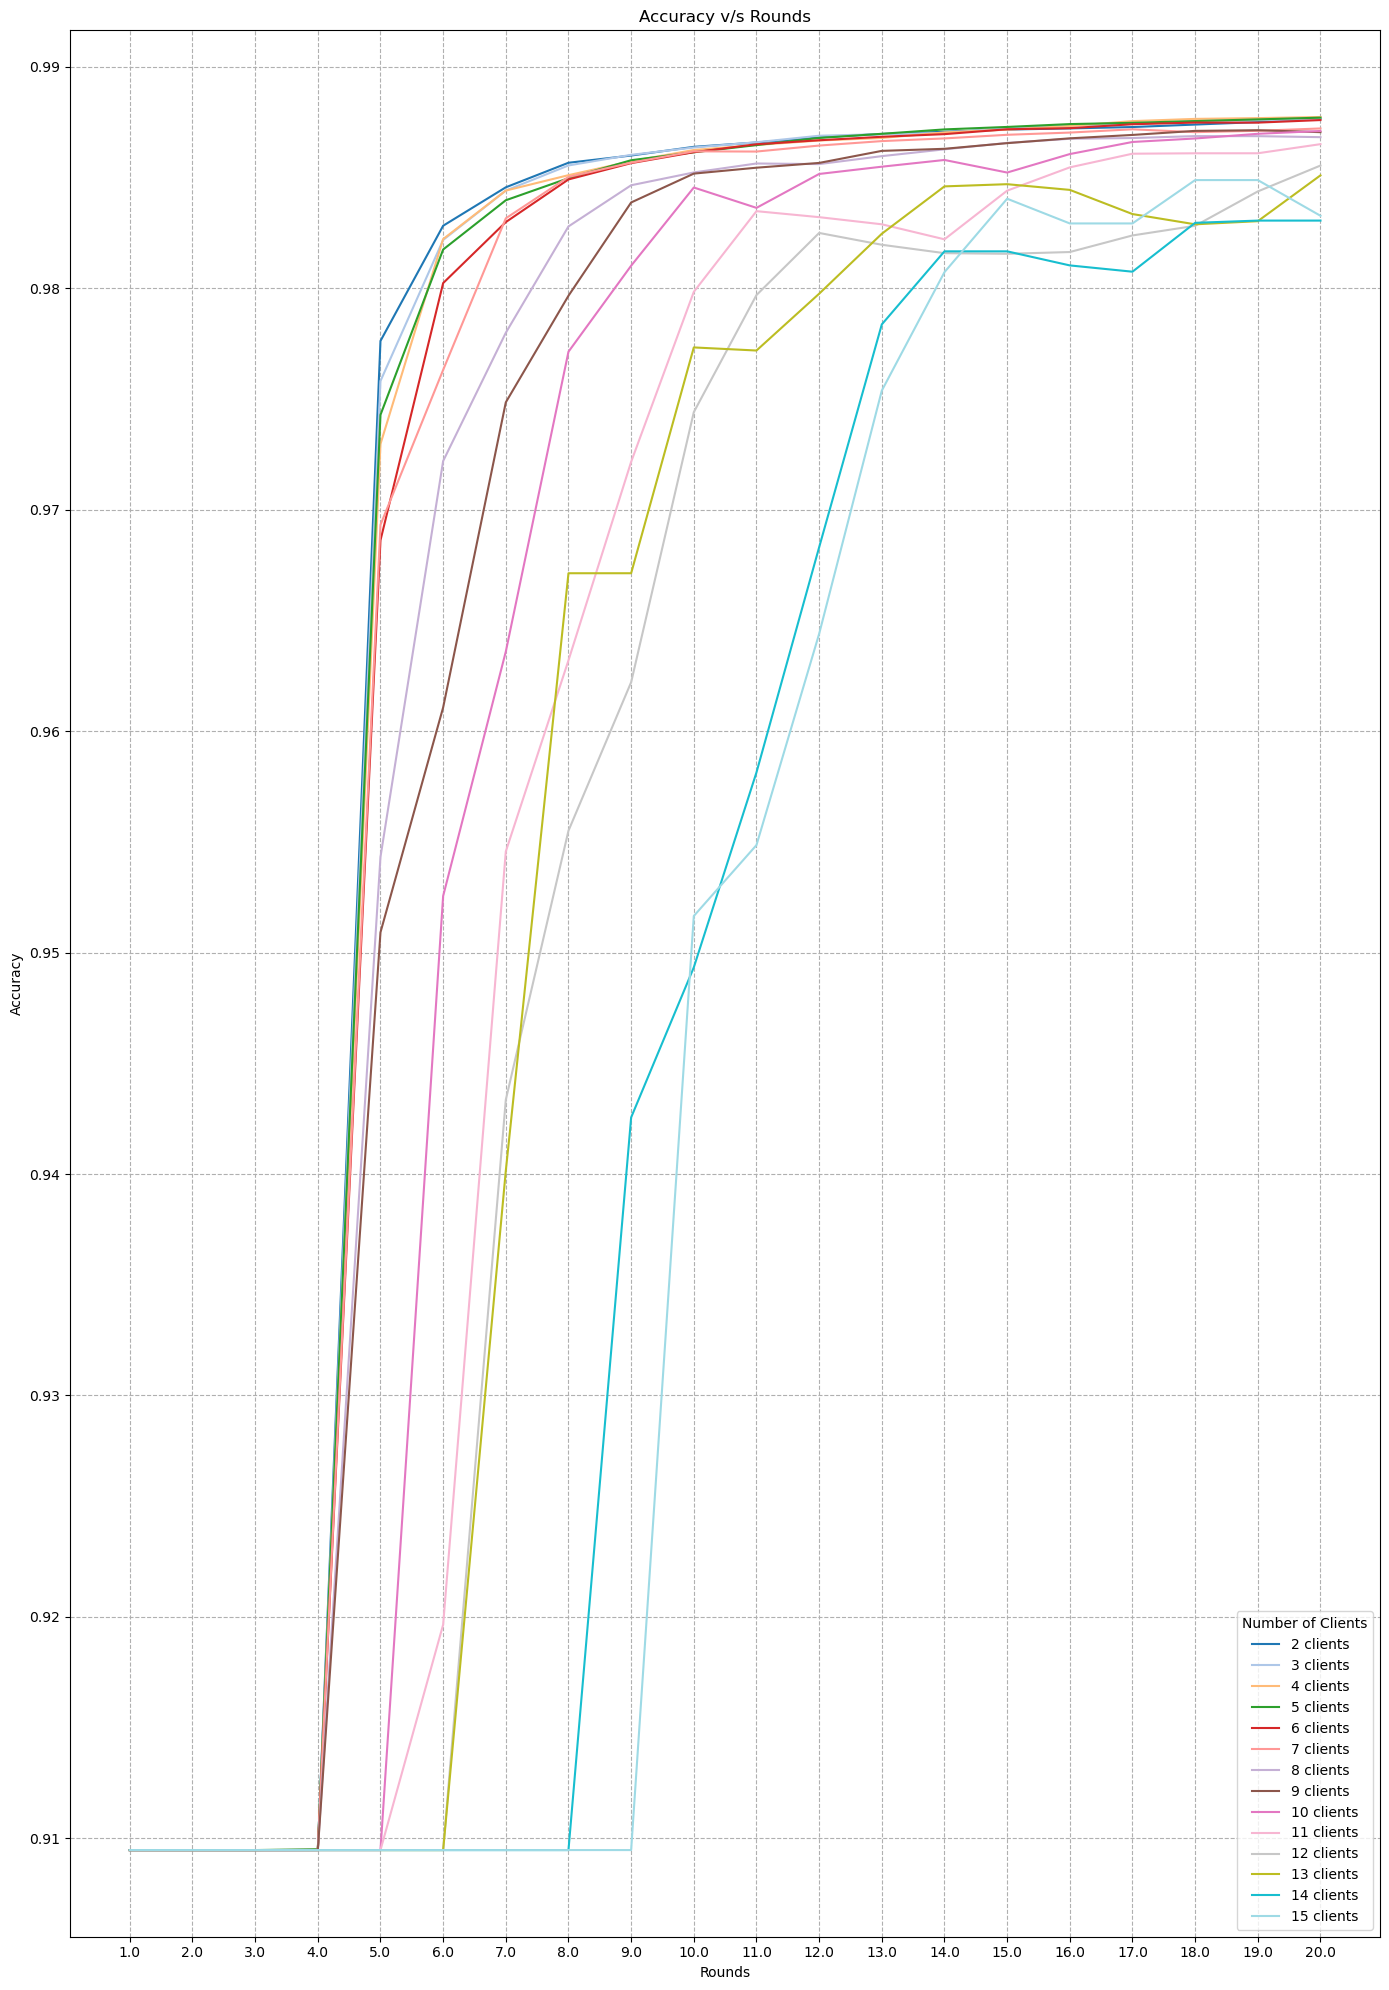 Accuracy v/s Rounds
0.99
0.98
0.97
0.96
0.95
0.94
0.93
0.92
0.91
Accuracy
Number of Clients
2 clients
3 clients
4 clients
5 clients
6 clients
7 clients
8 clients
9 clients
10 clients
11 clients
12 clients
13 clients
14 clients
15 clients
1.0 2.0 3.0 4.0 5.0 6.0 7.0 8.0 9.0 10.0 11.0 12.0 13.0 14.0 15.0 16.0 17.0 18.0 19.0 20.0
Rounds